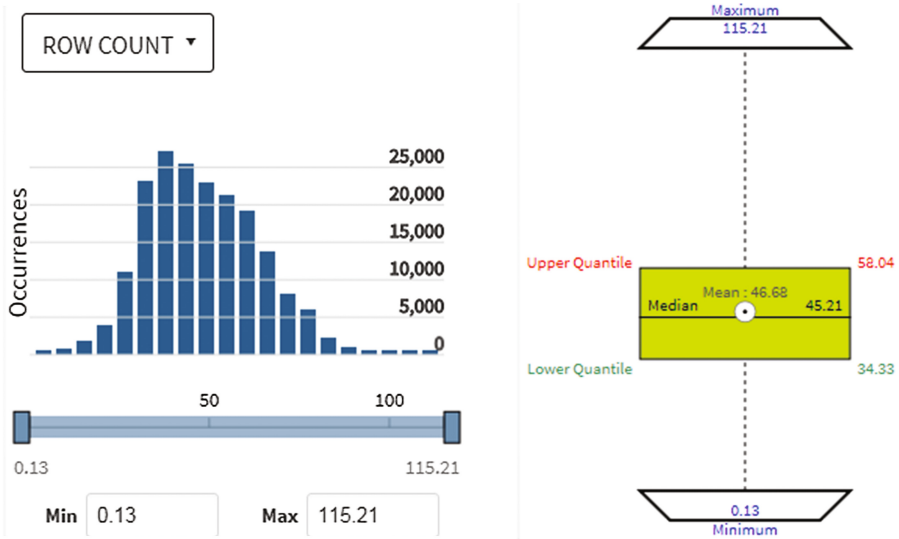 ROW COUNT
Occurrences
25,000
20,000
15,000
10,000
5,000
0
50 100
0.13 115.21
Min 0.13 Max 115.21
Maximum
115.21
Upper Quantile 58.04
Mean : 46.68
Median 45.21
Lower Quantile 34.33
0.13
Minimum